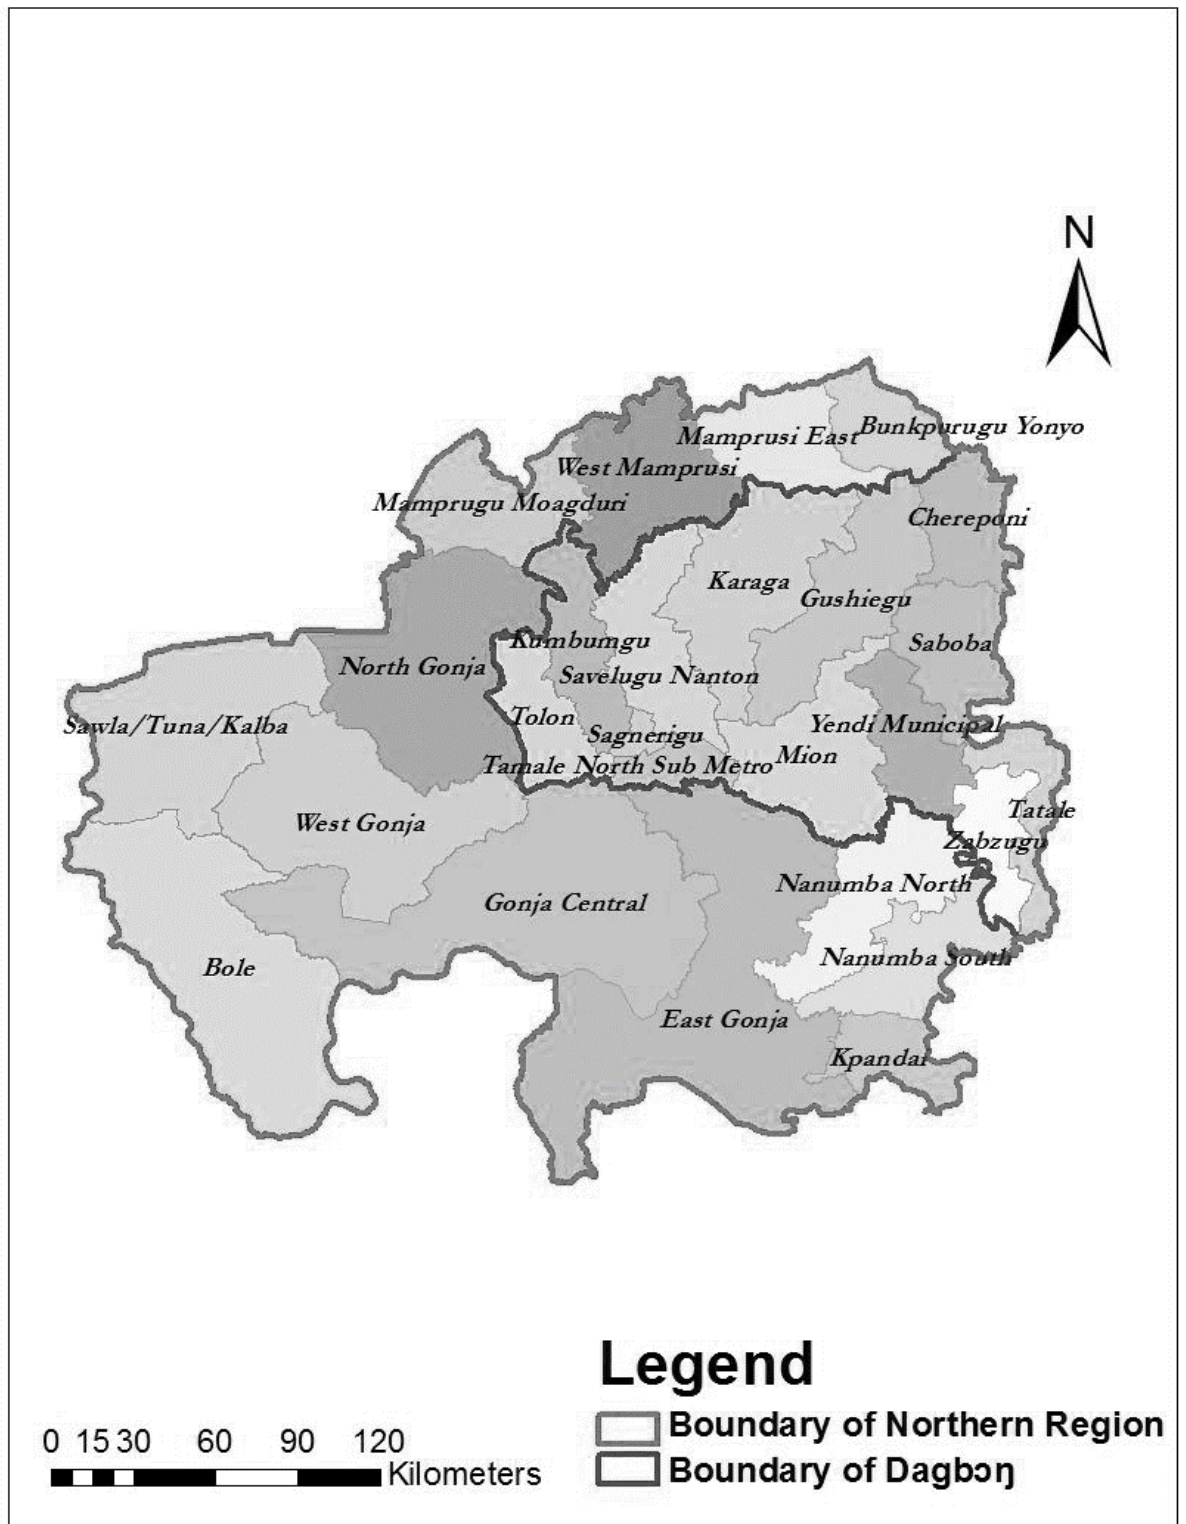 N
Mamprusi East
Bunkpurugu Yonyo
West Mamprusi
Mamprugu Moagduri
Chereponi
Karaga
Gushiegu
Kumbumgu
Saboba
North Gonja
Savelugu Nanton
Sawla/Tuna/Kalba
Tolon
Sagnerigu
Yendi Municipal
Mion
Tamale North Sub Metro
Tatale
West Gonja
Zabzugu
Nanumba North
Gonja Central
Nanumba South
Bole
East Gonja
Kpandai
Legend
Boundary of Northern Region
Boundary of Dagbɔŋ
0 15 30 60 90 120
Kilometers